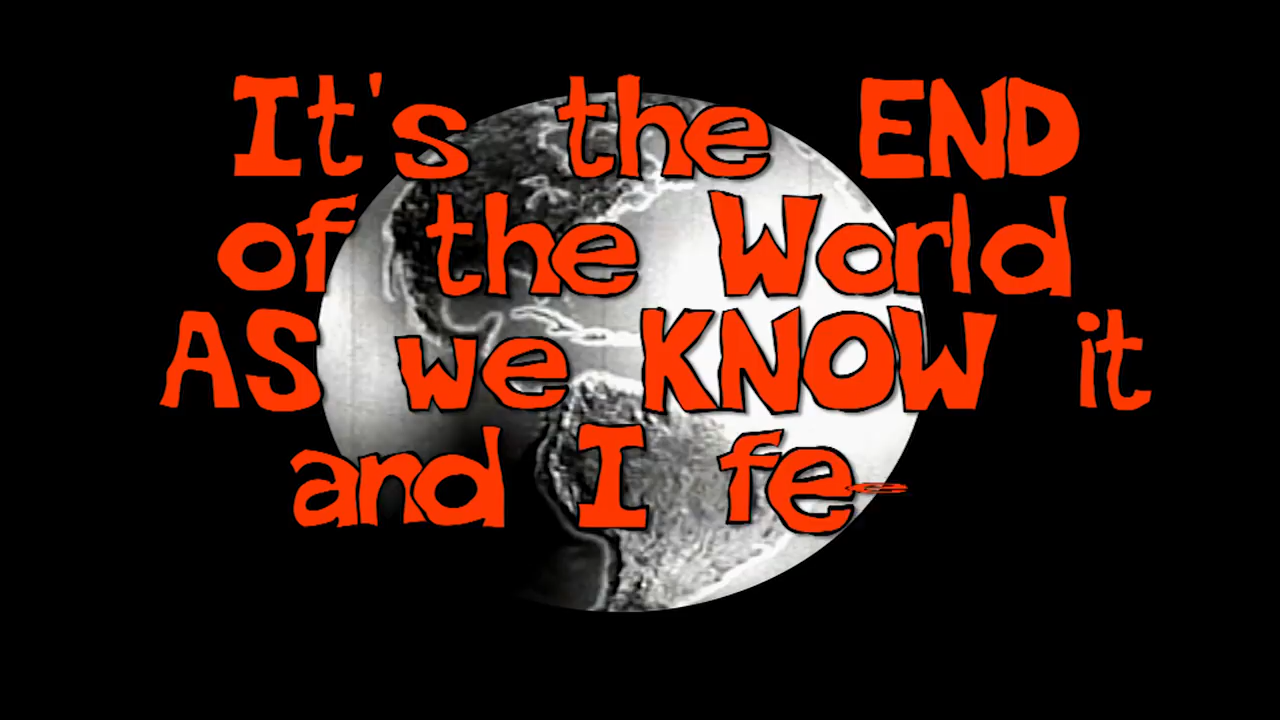 It's the END
of the World
AS we KNOW it
and I fe